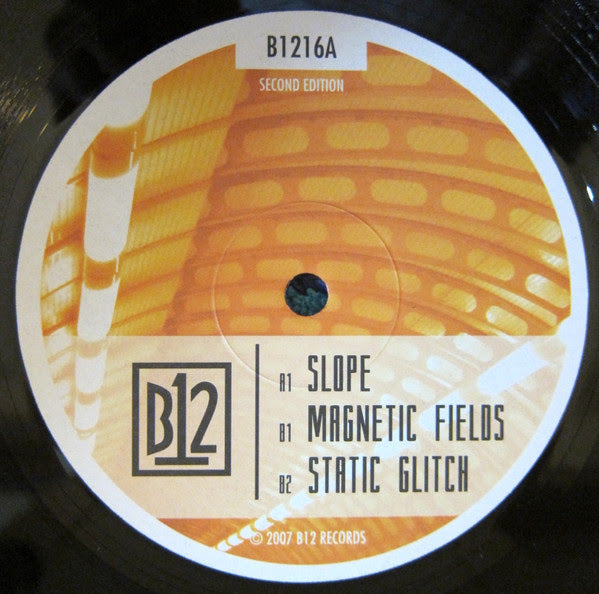 B1216A
SECOND EDITION
B12
A1 SLOPE
B1 MAGNETIC FIELDS
B2 STATIC GLITCH
© 2007 B12 RECORDS